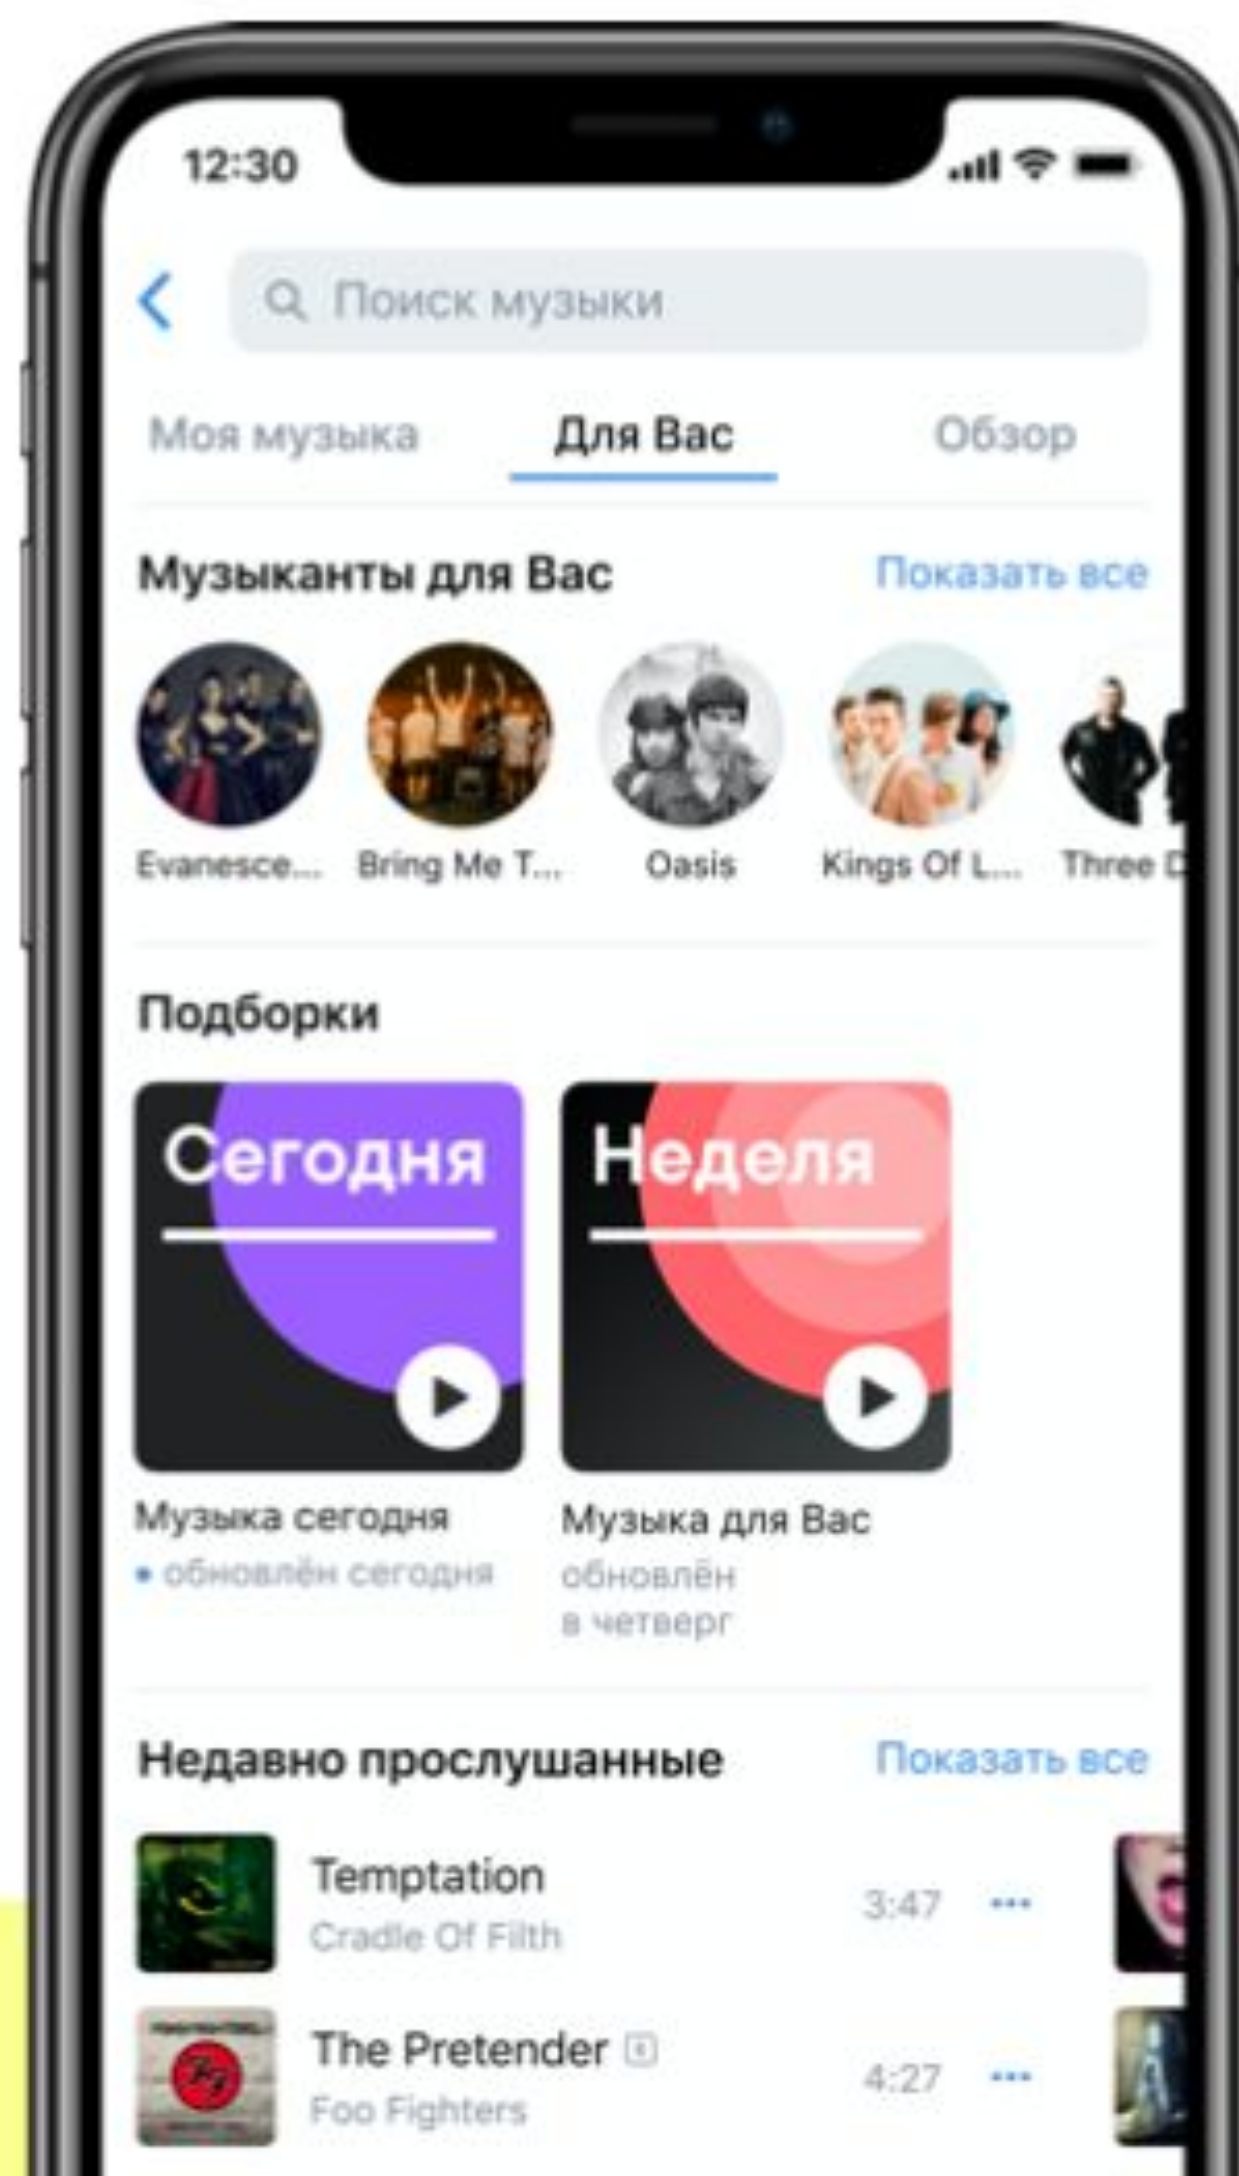 12:30
Поиск музыки
Моя музыка Для Вас Обзор
Музыканты для Вас Показать все
Evanesce... Bring Me T... Oasis Kings Of L... Three D
Подборки
Сегодня Неделя
Музыка сегодня Музыка для Вас
• обновлён сегодня обновлён
в четверг
Недавно прослушанные Показать все
Temptation
3:47 •••
Cradle Of Filth
The Pretender E
4:27 •••
Foo Fighters